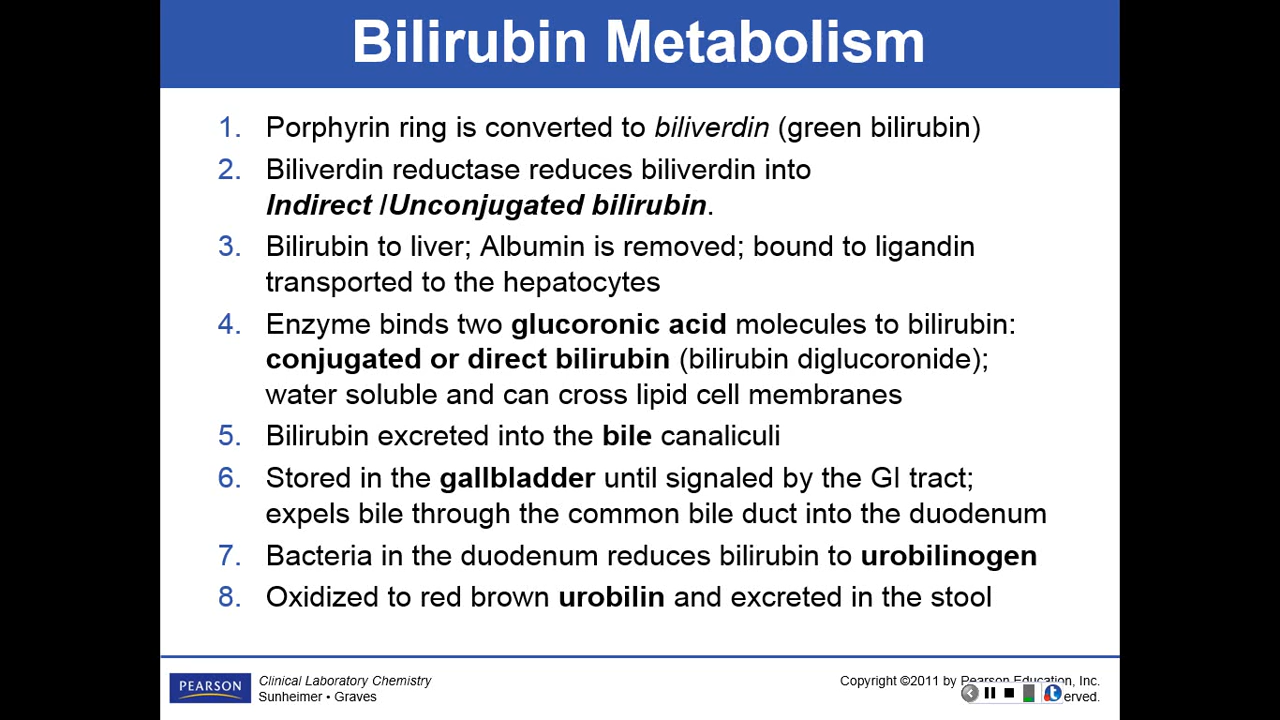 Bilirubin Metabolism
1. Porphyrin ring is converted to biliverdin (green bilirubin)
2. Biliverdin reductase reduces biliverdin into
Indirect /Unconjugated bilirubin.
3. Bilirubin to liver; Albumin is removed; bound to ligandin
transported to the hepatocytes
4. Enzyme binds two glucoronic acid molecules to bilirubin:
conjugated or direct bilirubin (bilirubin diglucoronide);
water soluble and can cross lipid cell membranes
5. Bilirubin excreted into the bile canaliculi
6. Stored in the gallbladder until signaled by the GI tract;
expels bile through the common bile duct into the duodenum
7. Bacteria in the duodenum reduces bilirubin to urobilinogen
8. Oxidized to red brown urobilin and excreted in the stool
PEARSON
Clinical Laboratory Chemistry
Sunheimer • Graves
Copyright ©2011 by Pearson Education, Inc.
erved.